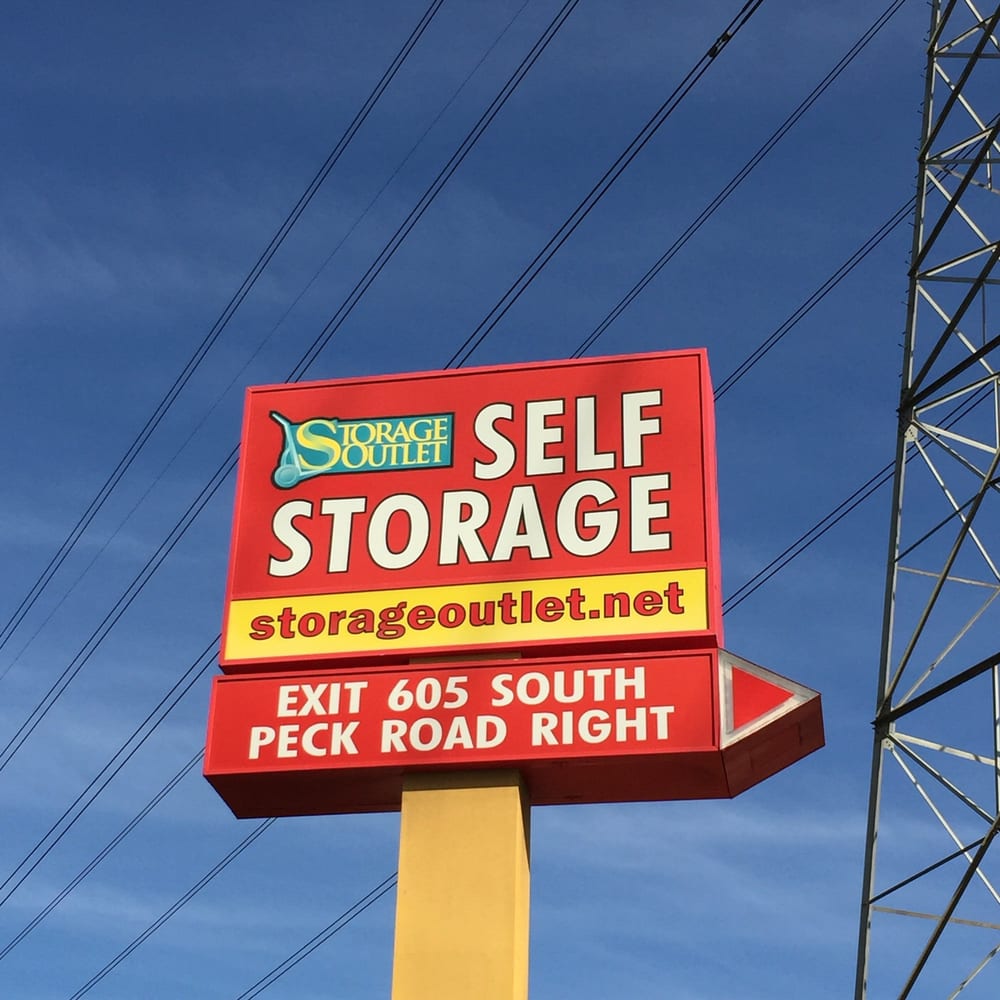 STORAGE
OUTLET
SELF
STORAGE
storageoutlet.net
EXIT 605 SOUTH
PECK ROAD RIGHT